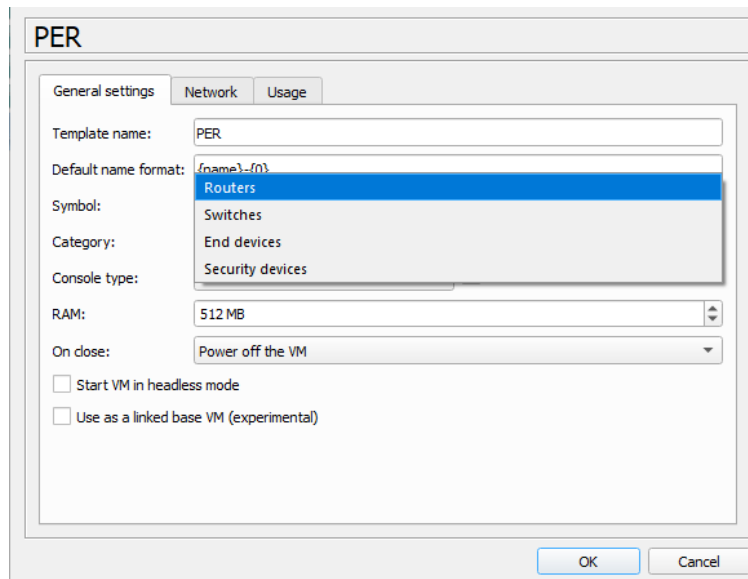 PER
General settings Network Usage
Template name: PER
Default name format: {name}-{0}
Routers
Symbol:
Switches
Category: End devices
Security devices
Console type:
RAM: 512 MB
On close: Power off the VM
Start VM in headless mode
Use as a linked base VM (experimental)
OK Cancel